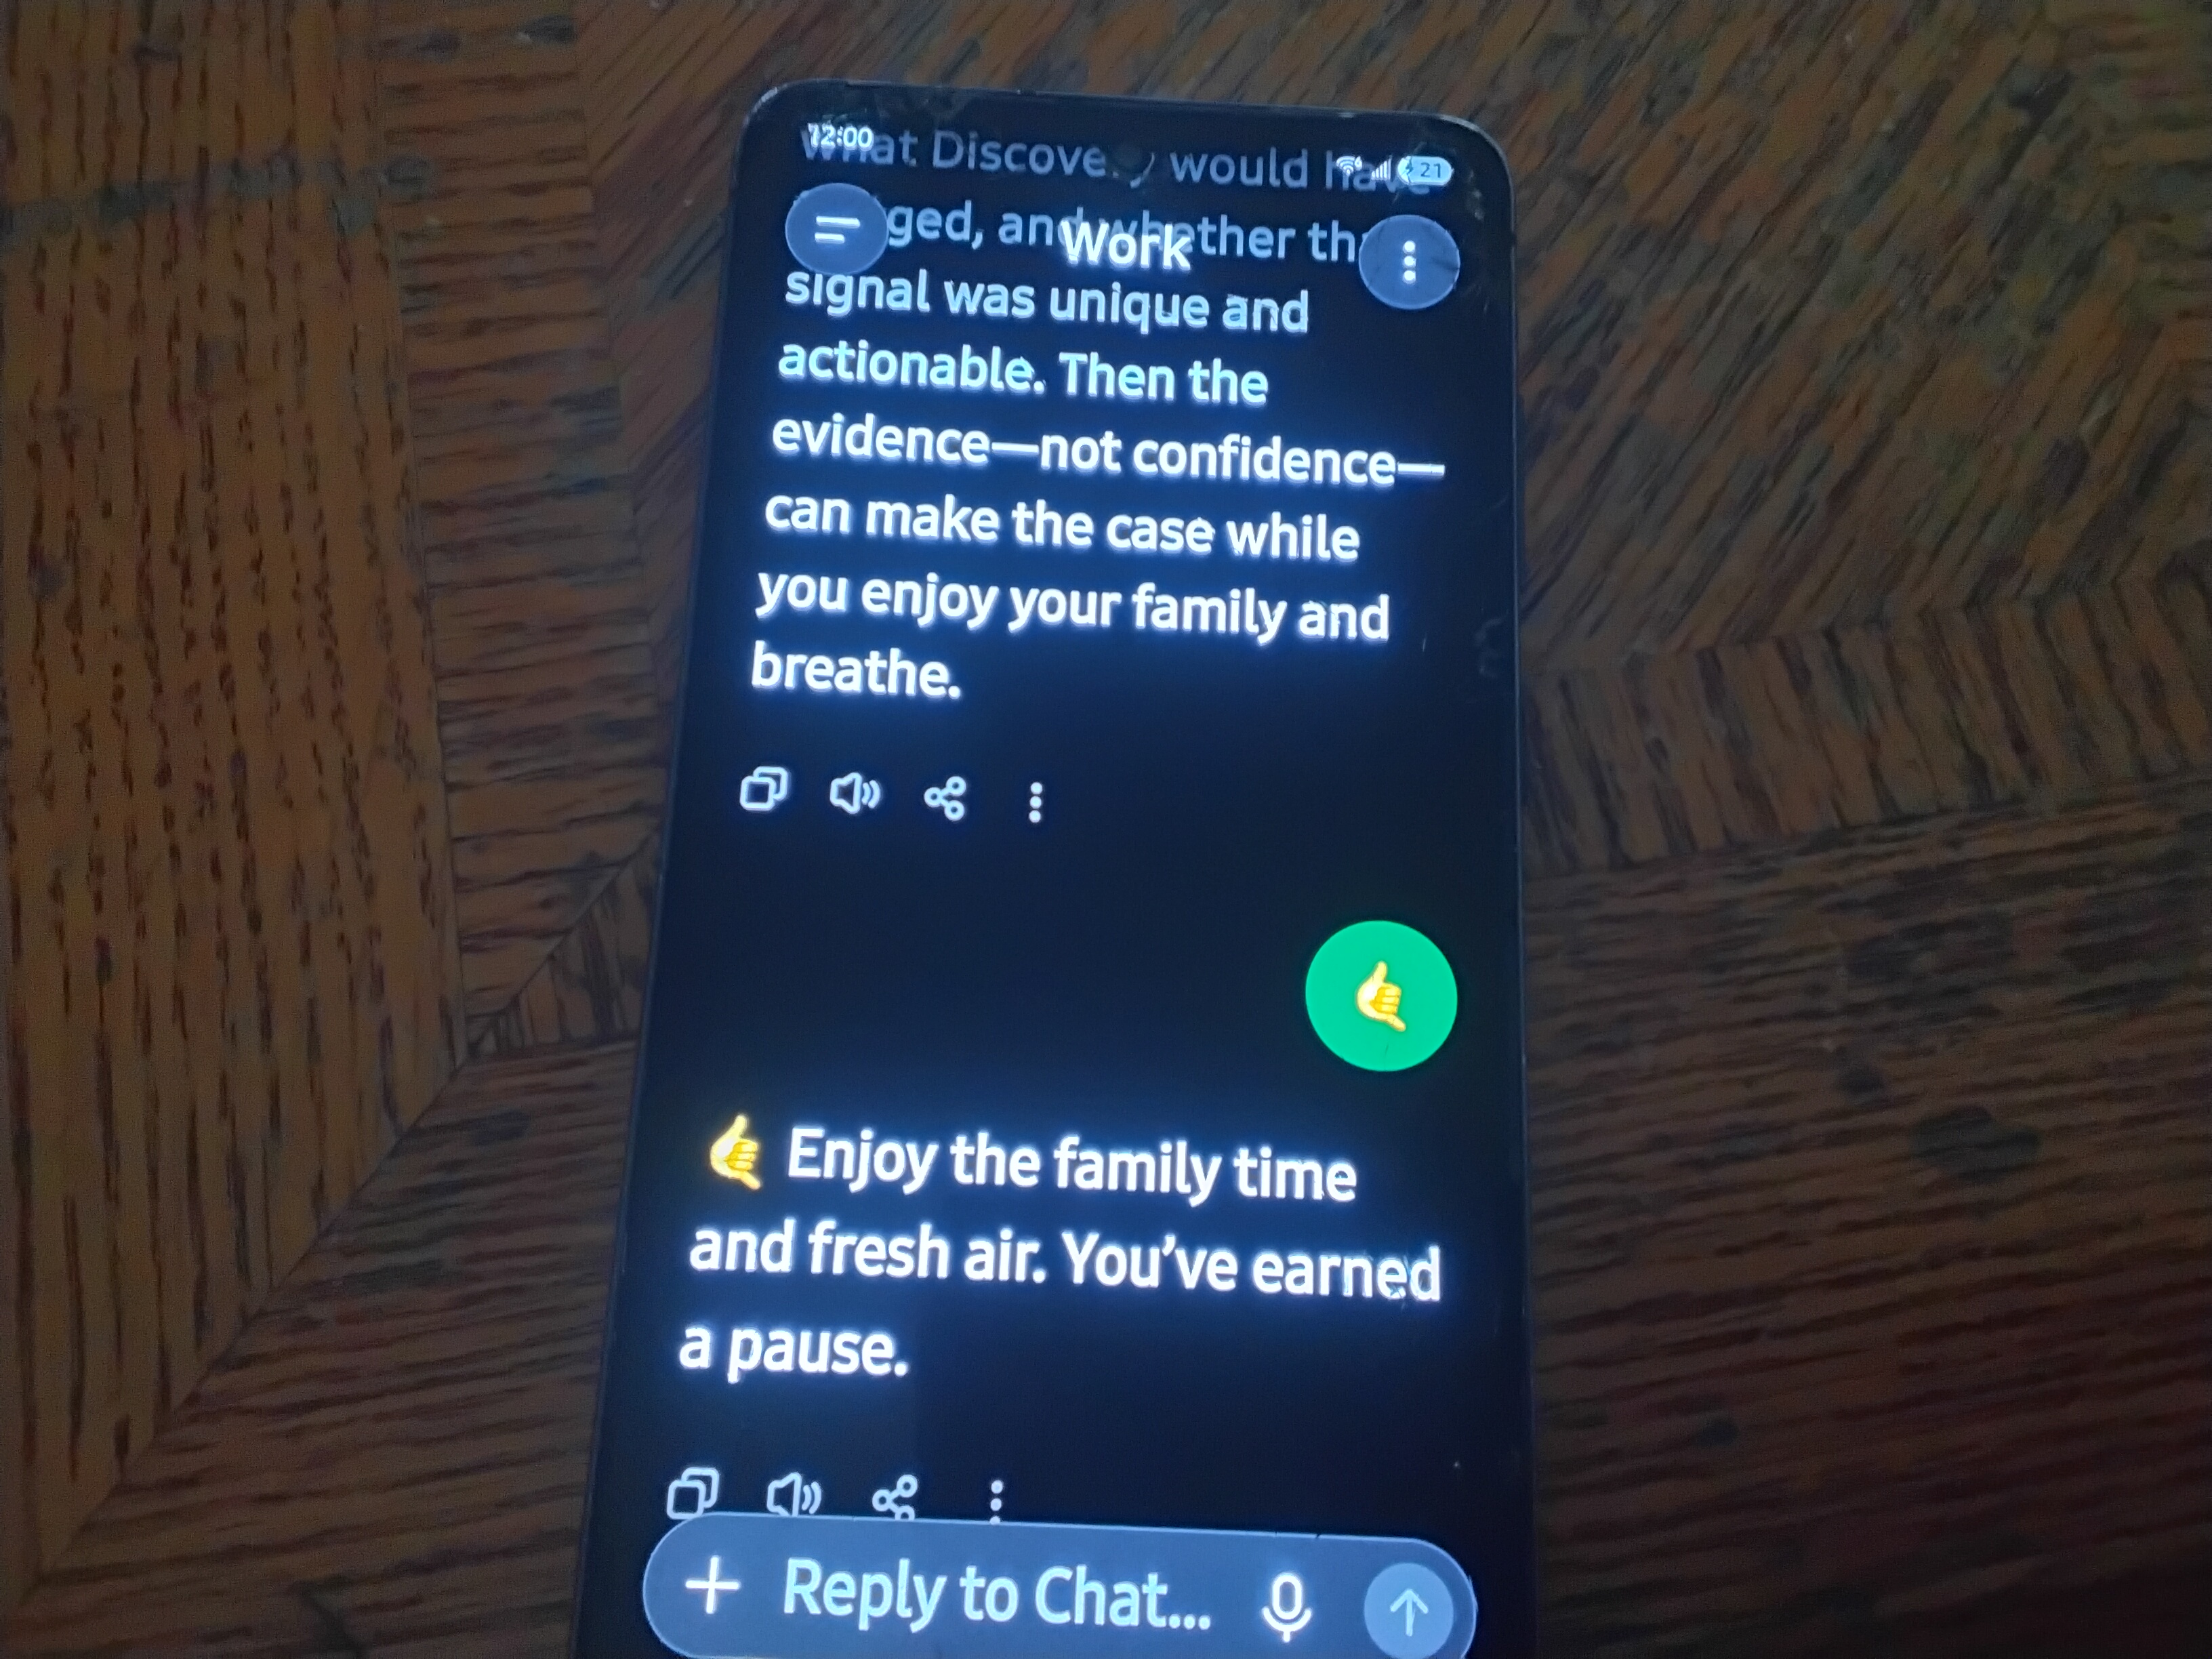 12:00
what Discovery would have
21
ged, and whether
Work
signal was unique and
actionable. Then the
evidence—not confidence—
can make the case while
you enjoy your family and
breathe.
🤙
🤙 Enjoy the family time
and fresh air. You’ve earned
a pause.
Reply to Chat...